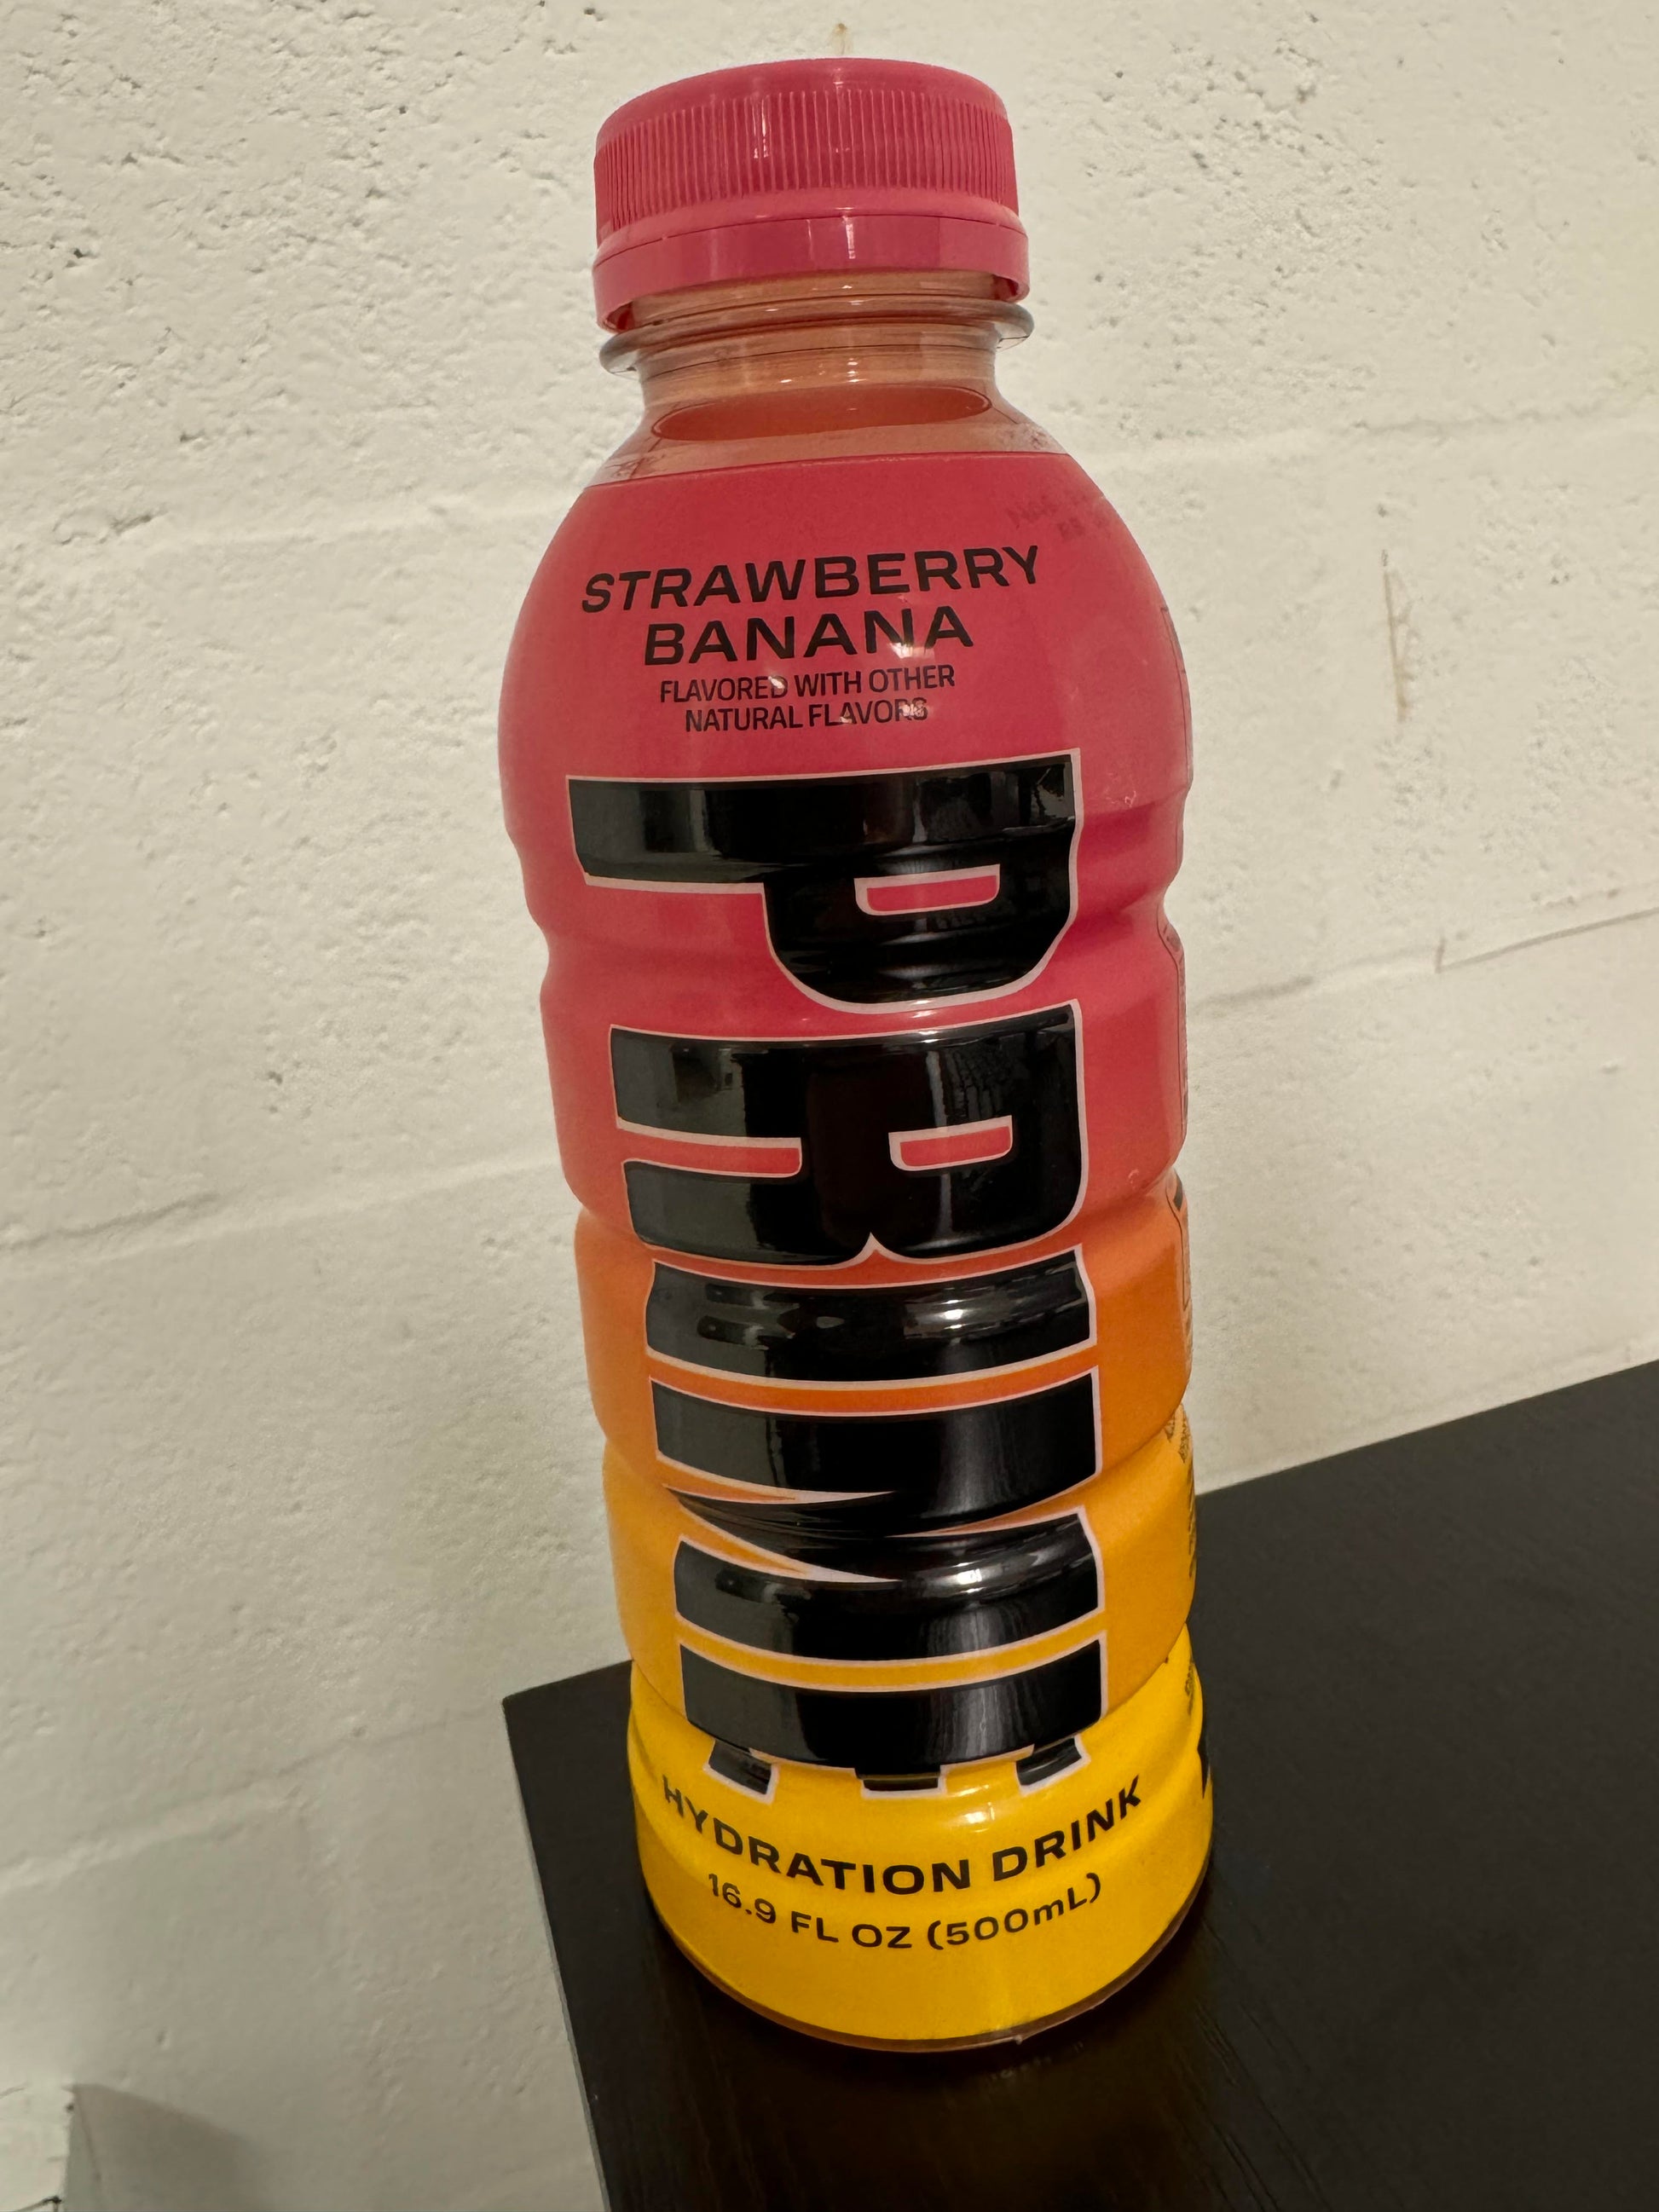 STRAWBERRY
BANANA
FLAVORED WITH OTHER
NATURAL FLAVORS
PRIME
HYDRATION DRINK
16.9 FL OZ (500mL)